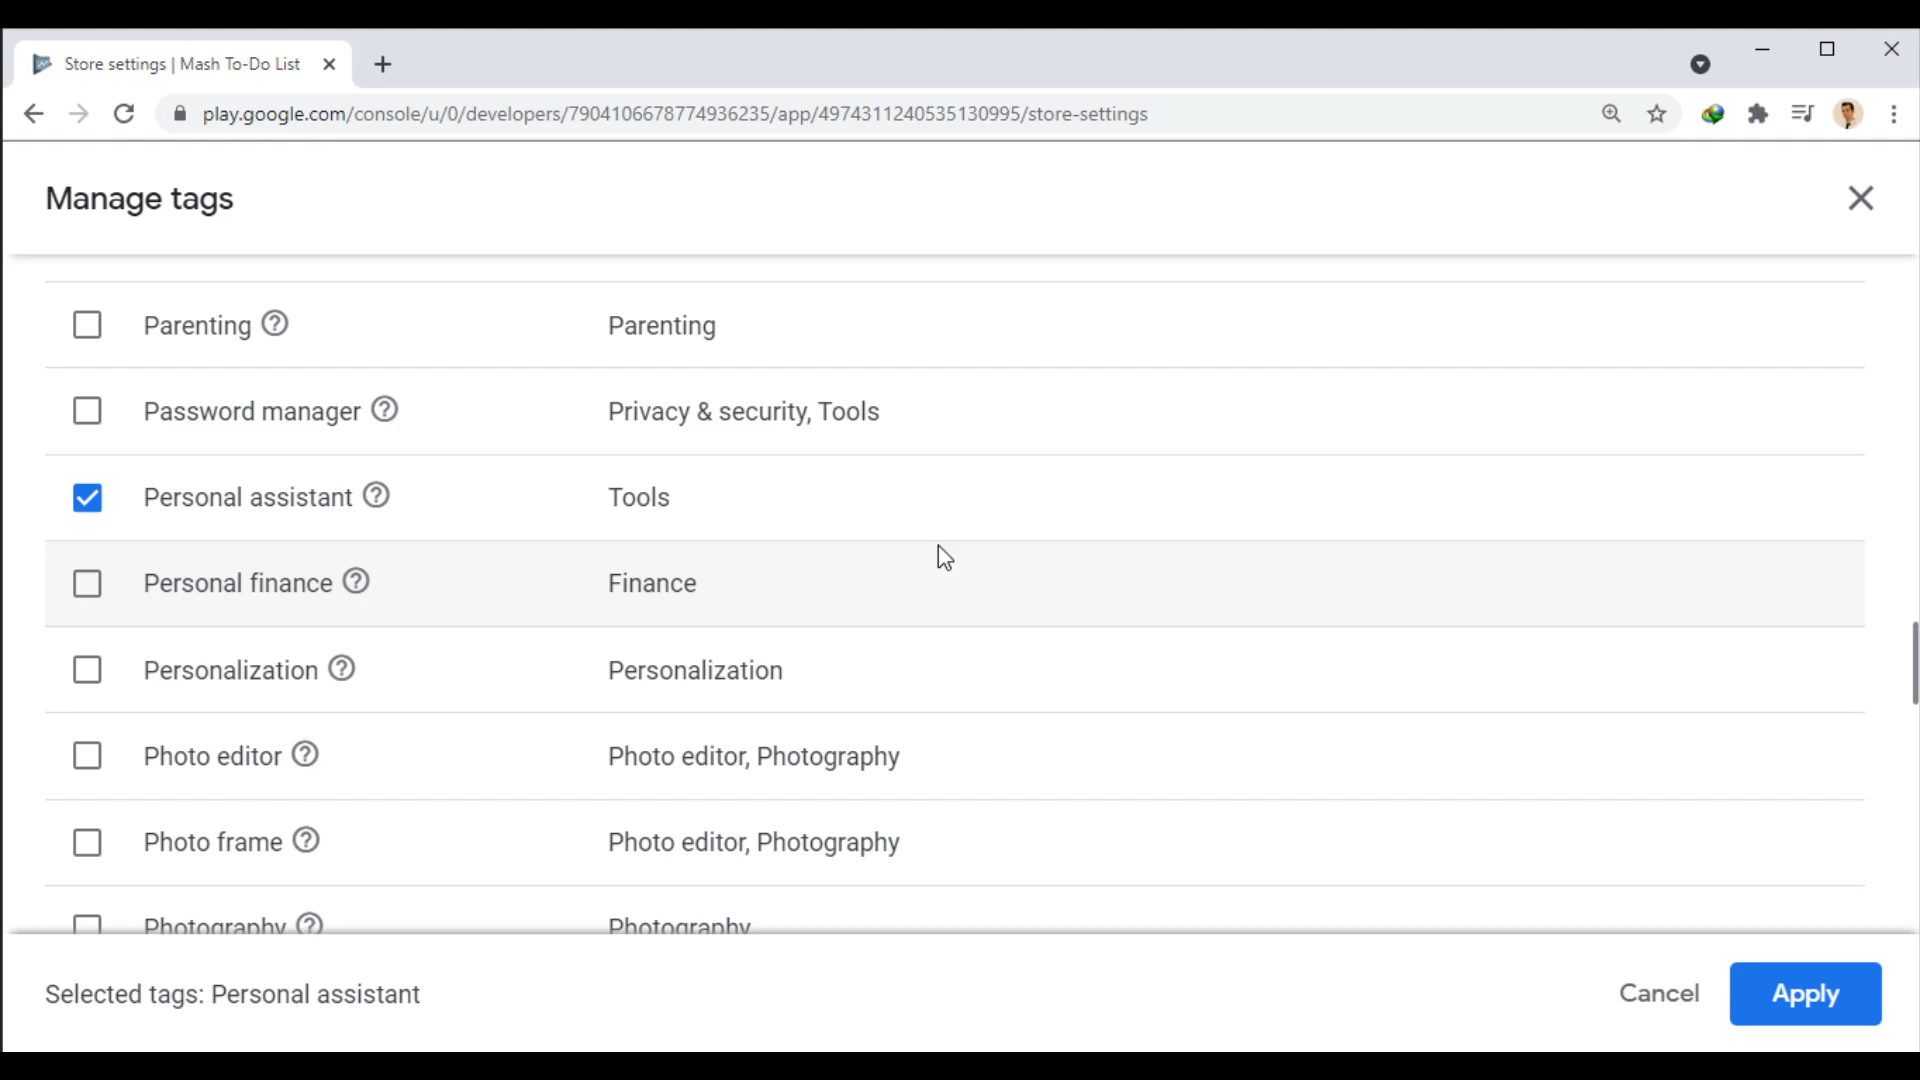 Store settings | Mash To-Do List
play.google.com/console/u/0/developers/7904106678774936235/app/4974311240535130995/store-settings
Manage tags
Parenting Parenting
Password manager Privacy & security, Tools
Personal assistant Tools
Personal finance Finance
Personalization Personalization
Photo editor Photo editor, Photography
Photo frame Photo editor, Photography
Photography Photography
Selected tags: Personal assistant Cancel Apply